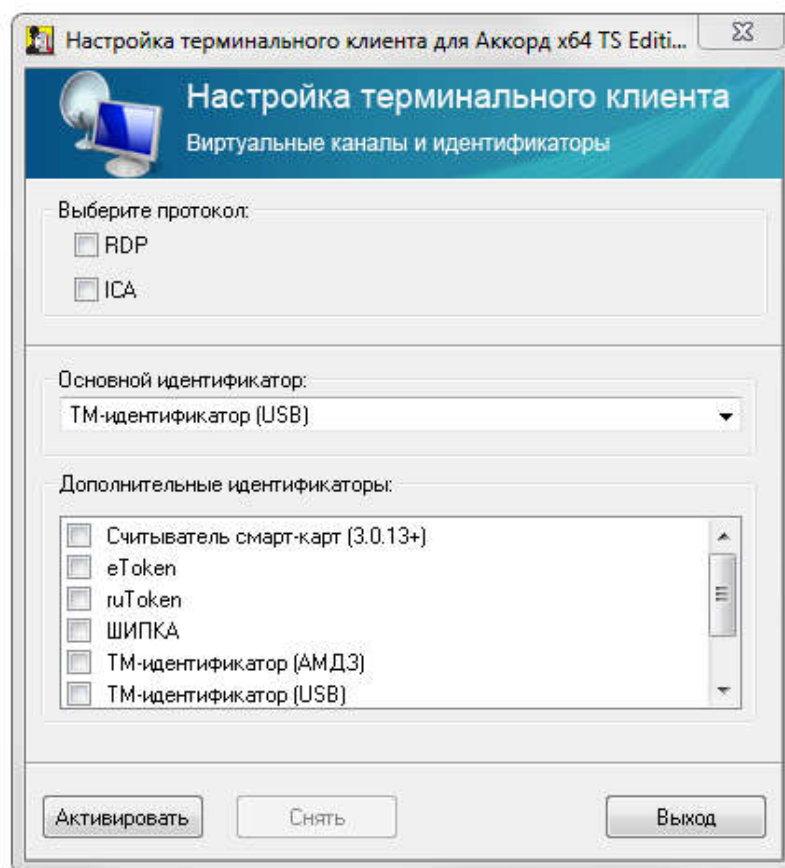 Настройка терминального клиента для Аккорд x64 TS Editi...
Настройка терминального клиента
Виртуальные каналы и идентификаторы
Выберите протокол:
RDP
ICA
Основной идентификатор:
ТМ-идентификатор (USB)
Дополнительные идентификаторы:
Считыватель смарт-карт (3.0.13+)
eToken
ruToken
ШИПКА
ТМ-идентификатор (АМДЗ)
ТМ-идентификатор (USB)
Активировать
Снять
Выход